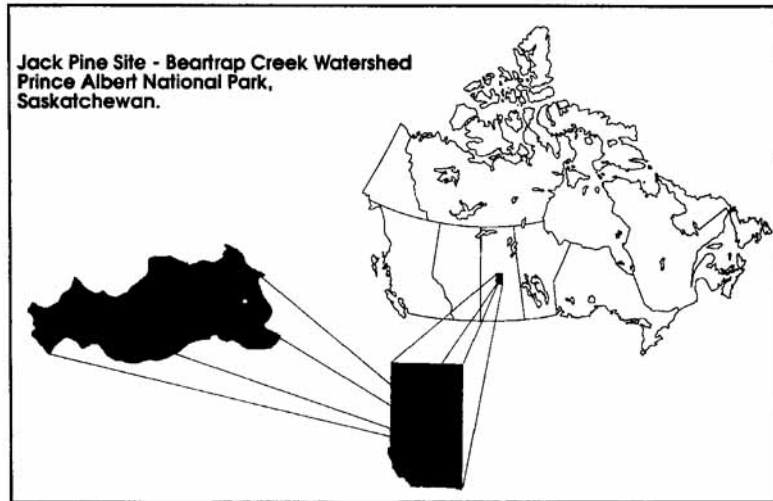 Jack Pine Site - Beartrap Creek Watershed
Prince Albert National Park,
Saskatchewan.